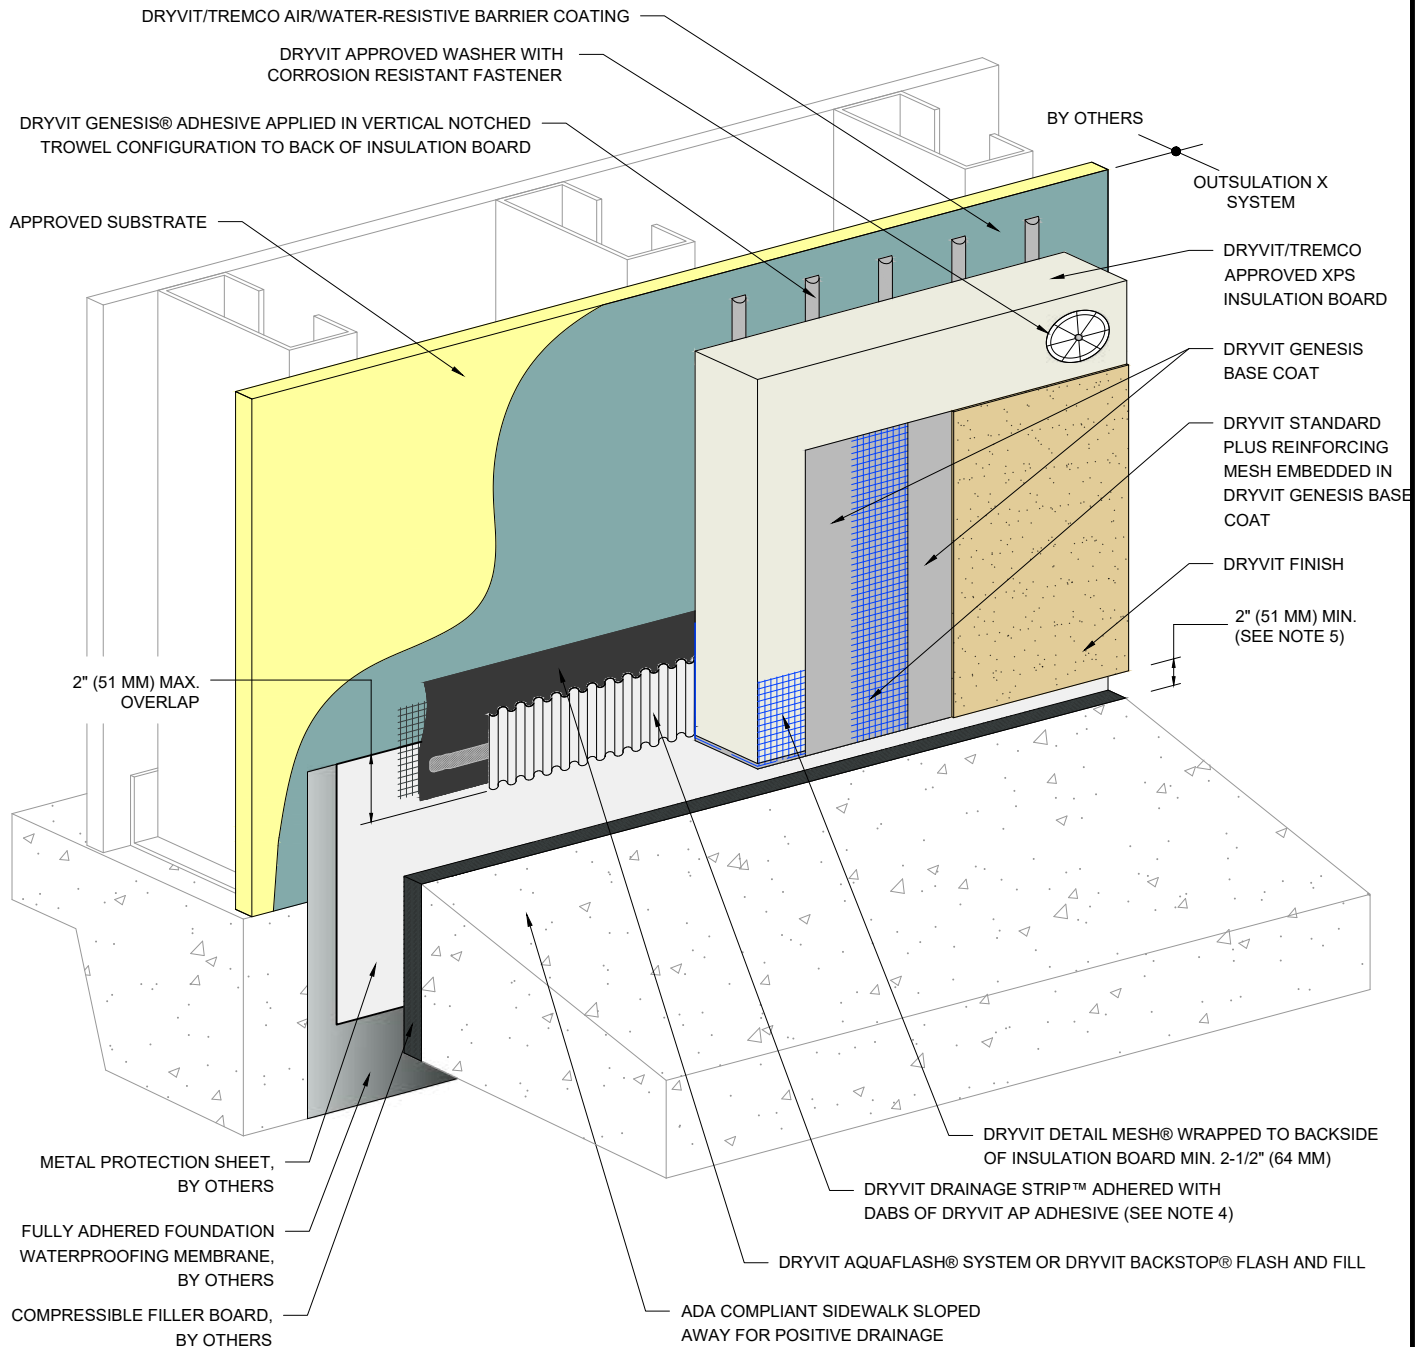 DRYVIT/TREMCO AIR/WATER-RESISTIVE BARRIER COATING
DRYVIT APPROVED WASHER WITH
CORROSION RESISTANT FASTENER
DRYVIT GENESIS® ADHESIVE APPLIED IN VERTICAL NOTCHED
TROWEL CONFIGURATION TO BACK OF INSULATION BOARD
APPROVED SUBSTRATE
BY OTHERS
OUTSULATION X
SYSTEM
DRYVIT/TREMCO
APPROVED XPS
INSULATION BOARD
DRYVIT GENESIS
BASE COAT
DRYVIT STANDARD
PLUS REINFORCING
MESH EMBEDDED IN
DRYVIT GENESIS BASE
COAT
DRYVIT FINISH
2" (51 MM) MIN.
(SEE NOTE 5)
2" (51 MM) MAX.
OVERLAP
DRYVIT DETAIL MESH® WRAPPED TO BACKSIDE
OF INSULATION BOARD MIN. 2-1/2" (64 MM)
DRYVIT DRAINAGE STRIP™ ADHERED WITH
DABS OF DRYVIT AP ADHESIVE (SEE NOTE 4)
DRYVIT AQUAFLASH® SYSTEM OR DRYVIT BACKSTOP® FLASH AND FILL
ADA COMPLIANT SIDEWALK SLOPED
AWAY FOR POSITIVE DRAINAGE
METAL PROTECTION SHEET,
BY OTHERS
FULLY ADHERED FOUNDATION
WATERPROOFING MEMBRANE,
BY OTHERS
COMPRESSIBLE FILLER BOARD,
BY OTHERS